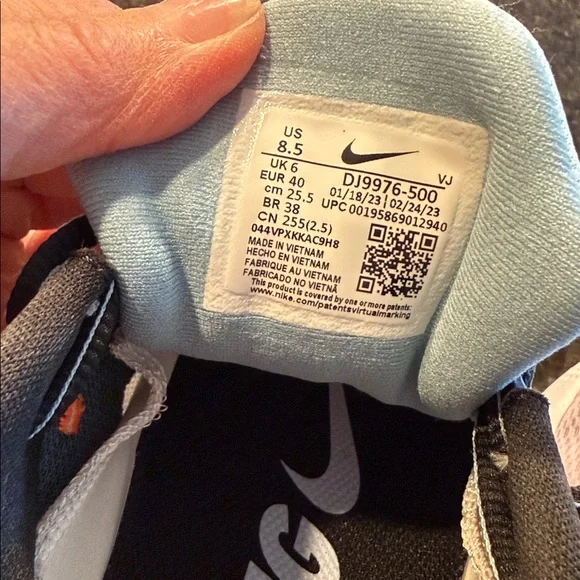 US
8.5
UK 6
EUR 40
cm 25.5
BR 38
CN 255(2.5)
044VPXKKAC9H8
DJ9976-500 VJ
01/18/23 | 02/24/23
UPC 00195869012940
MADE IN VIETNAM
HECHO EN VIETNAM
FABRIQUE AU VIETNAM
FABRICADO NO VIETNÃ
This product is covered by one or more patents:
www.nike.com/patentsvirtualmarking
NG